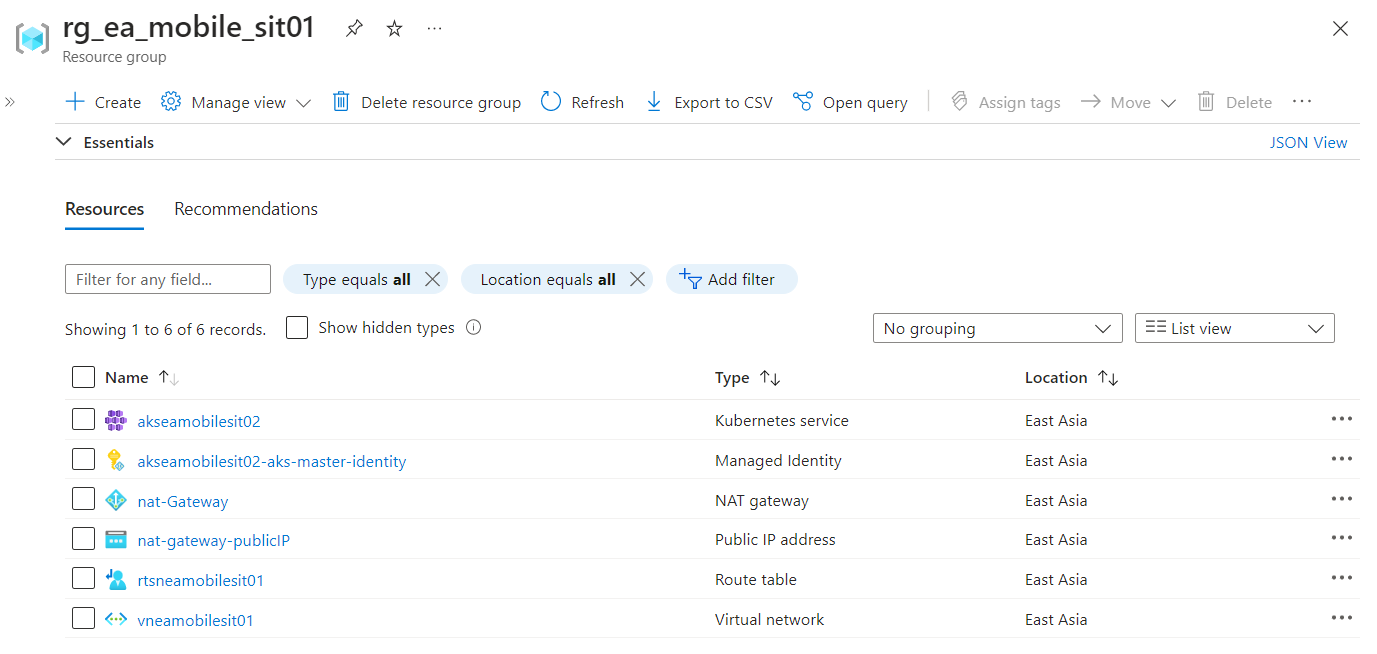 rg_ea_mobile_sit01
Resource group
Create Manage view Delete resource group Refresh Export to CSV Open query Assign tags Move Delete
Essentials JSON View
Resources Recommendations
Filter for any field... Type equals all Location equals all Add filter
Showing 1 to 6 of 6 records. Show hidden types No grouping List view
Name Type Location
akseamobilesit02 Kubernetes service East Asia
akseamobilesit02-aks-master-identity Managed Identity East Asia
nat-Gateway NAT gateway East Asia
nat-gateway-publicIP Public IP address East Asia
rtsneamobilesit01 Route table East Asia
vneamobilesit01 Virtual network East Asia